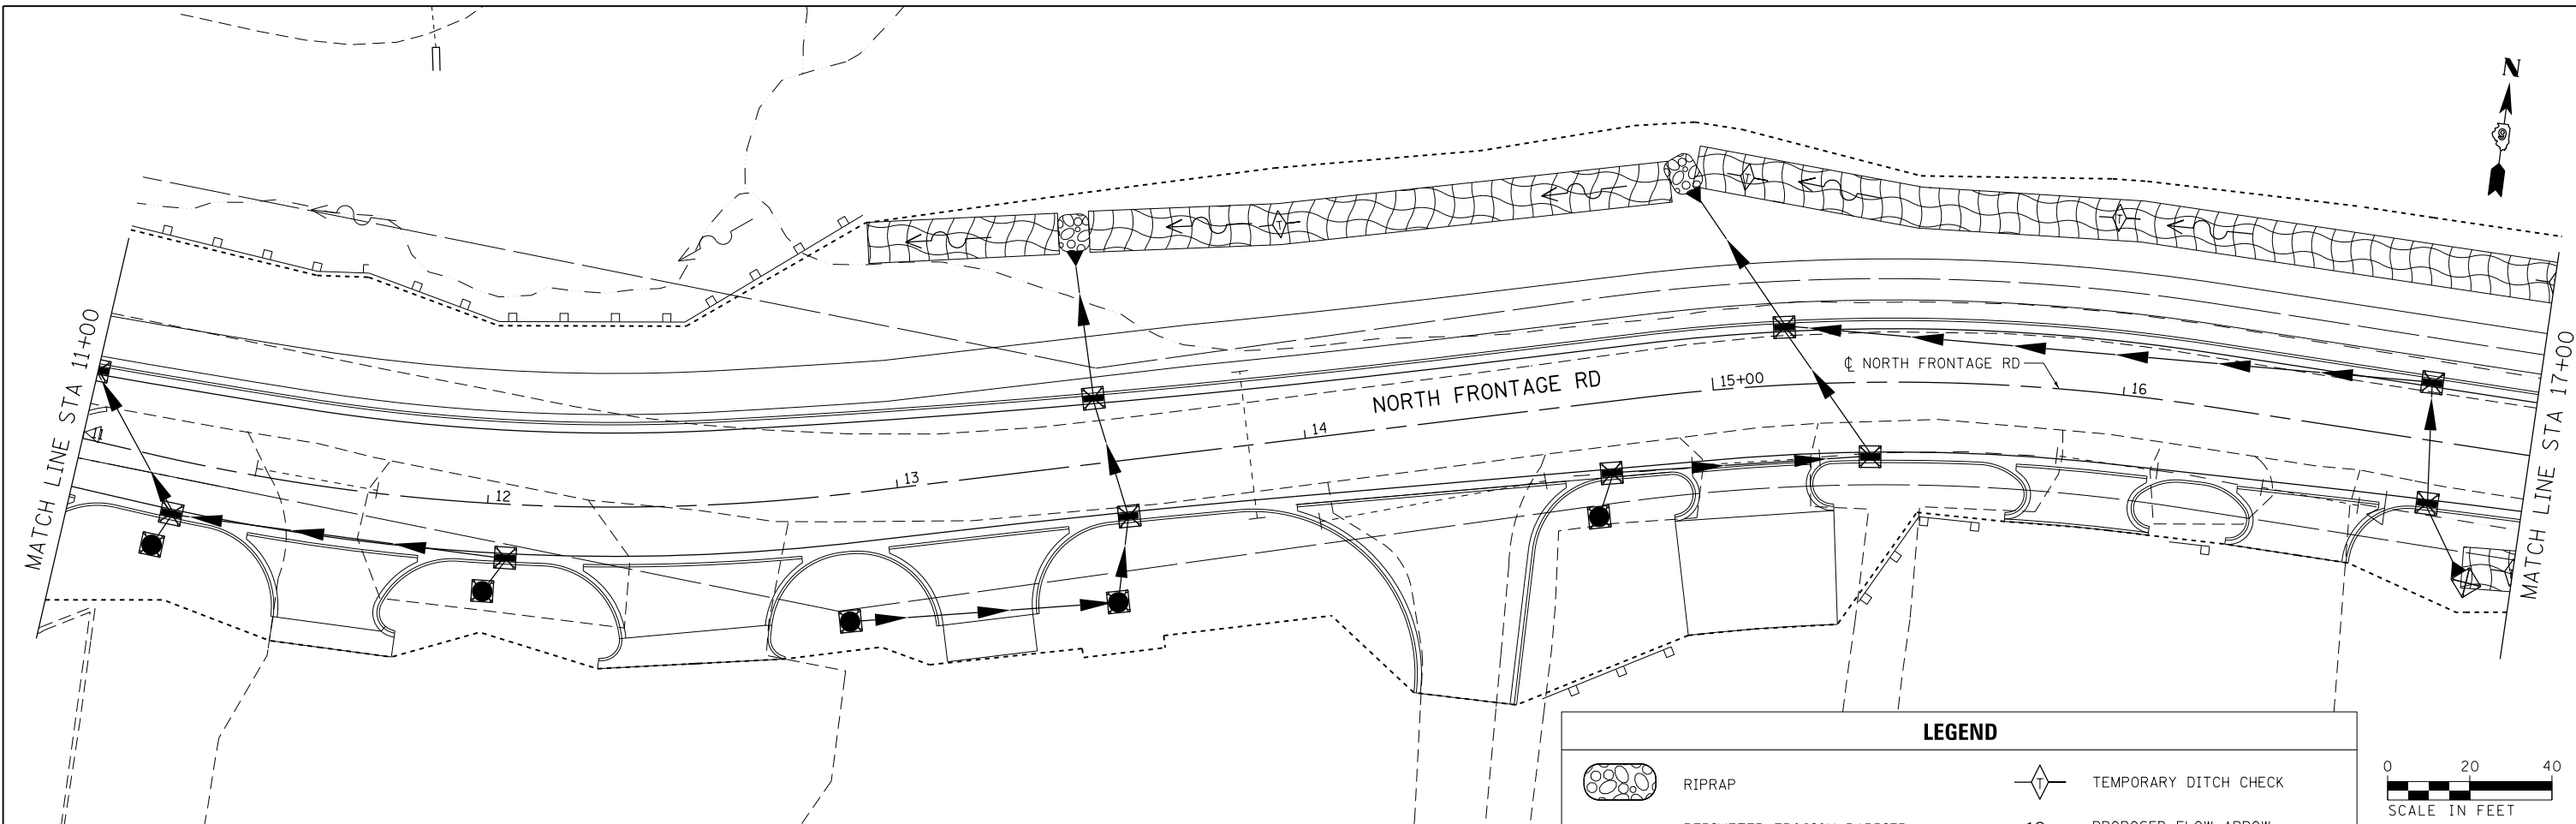 N
9
MATCH LINE STA 11+00
11
12
13
14
15+00
16
NORTH FRONTAGE RD
℄ NORTH FRONTAGE RD
MATCH LINE STA 17+00
T
T
T
LEGEND
RIPRAP
T
TEMPORARY DITCH CHECK
0 20 40
SCALE IN FEET